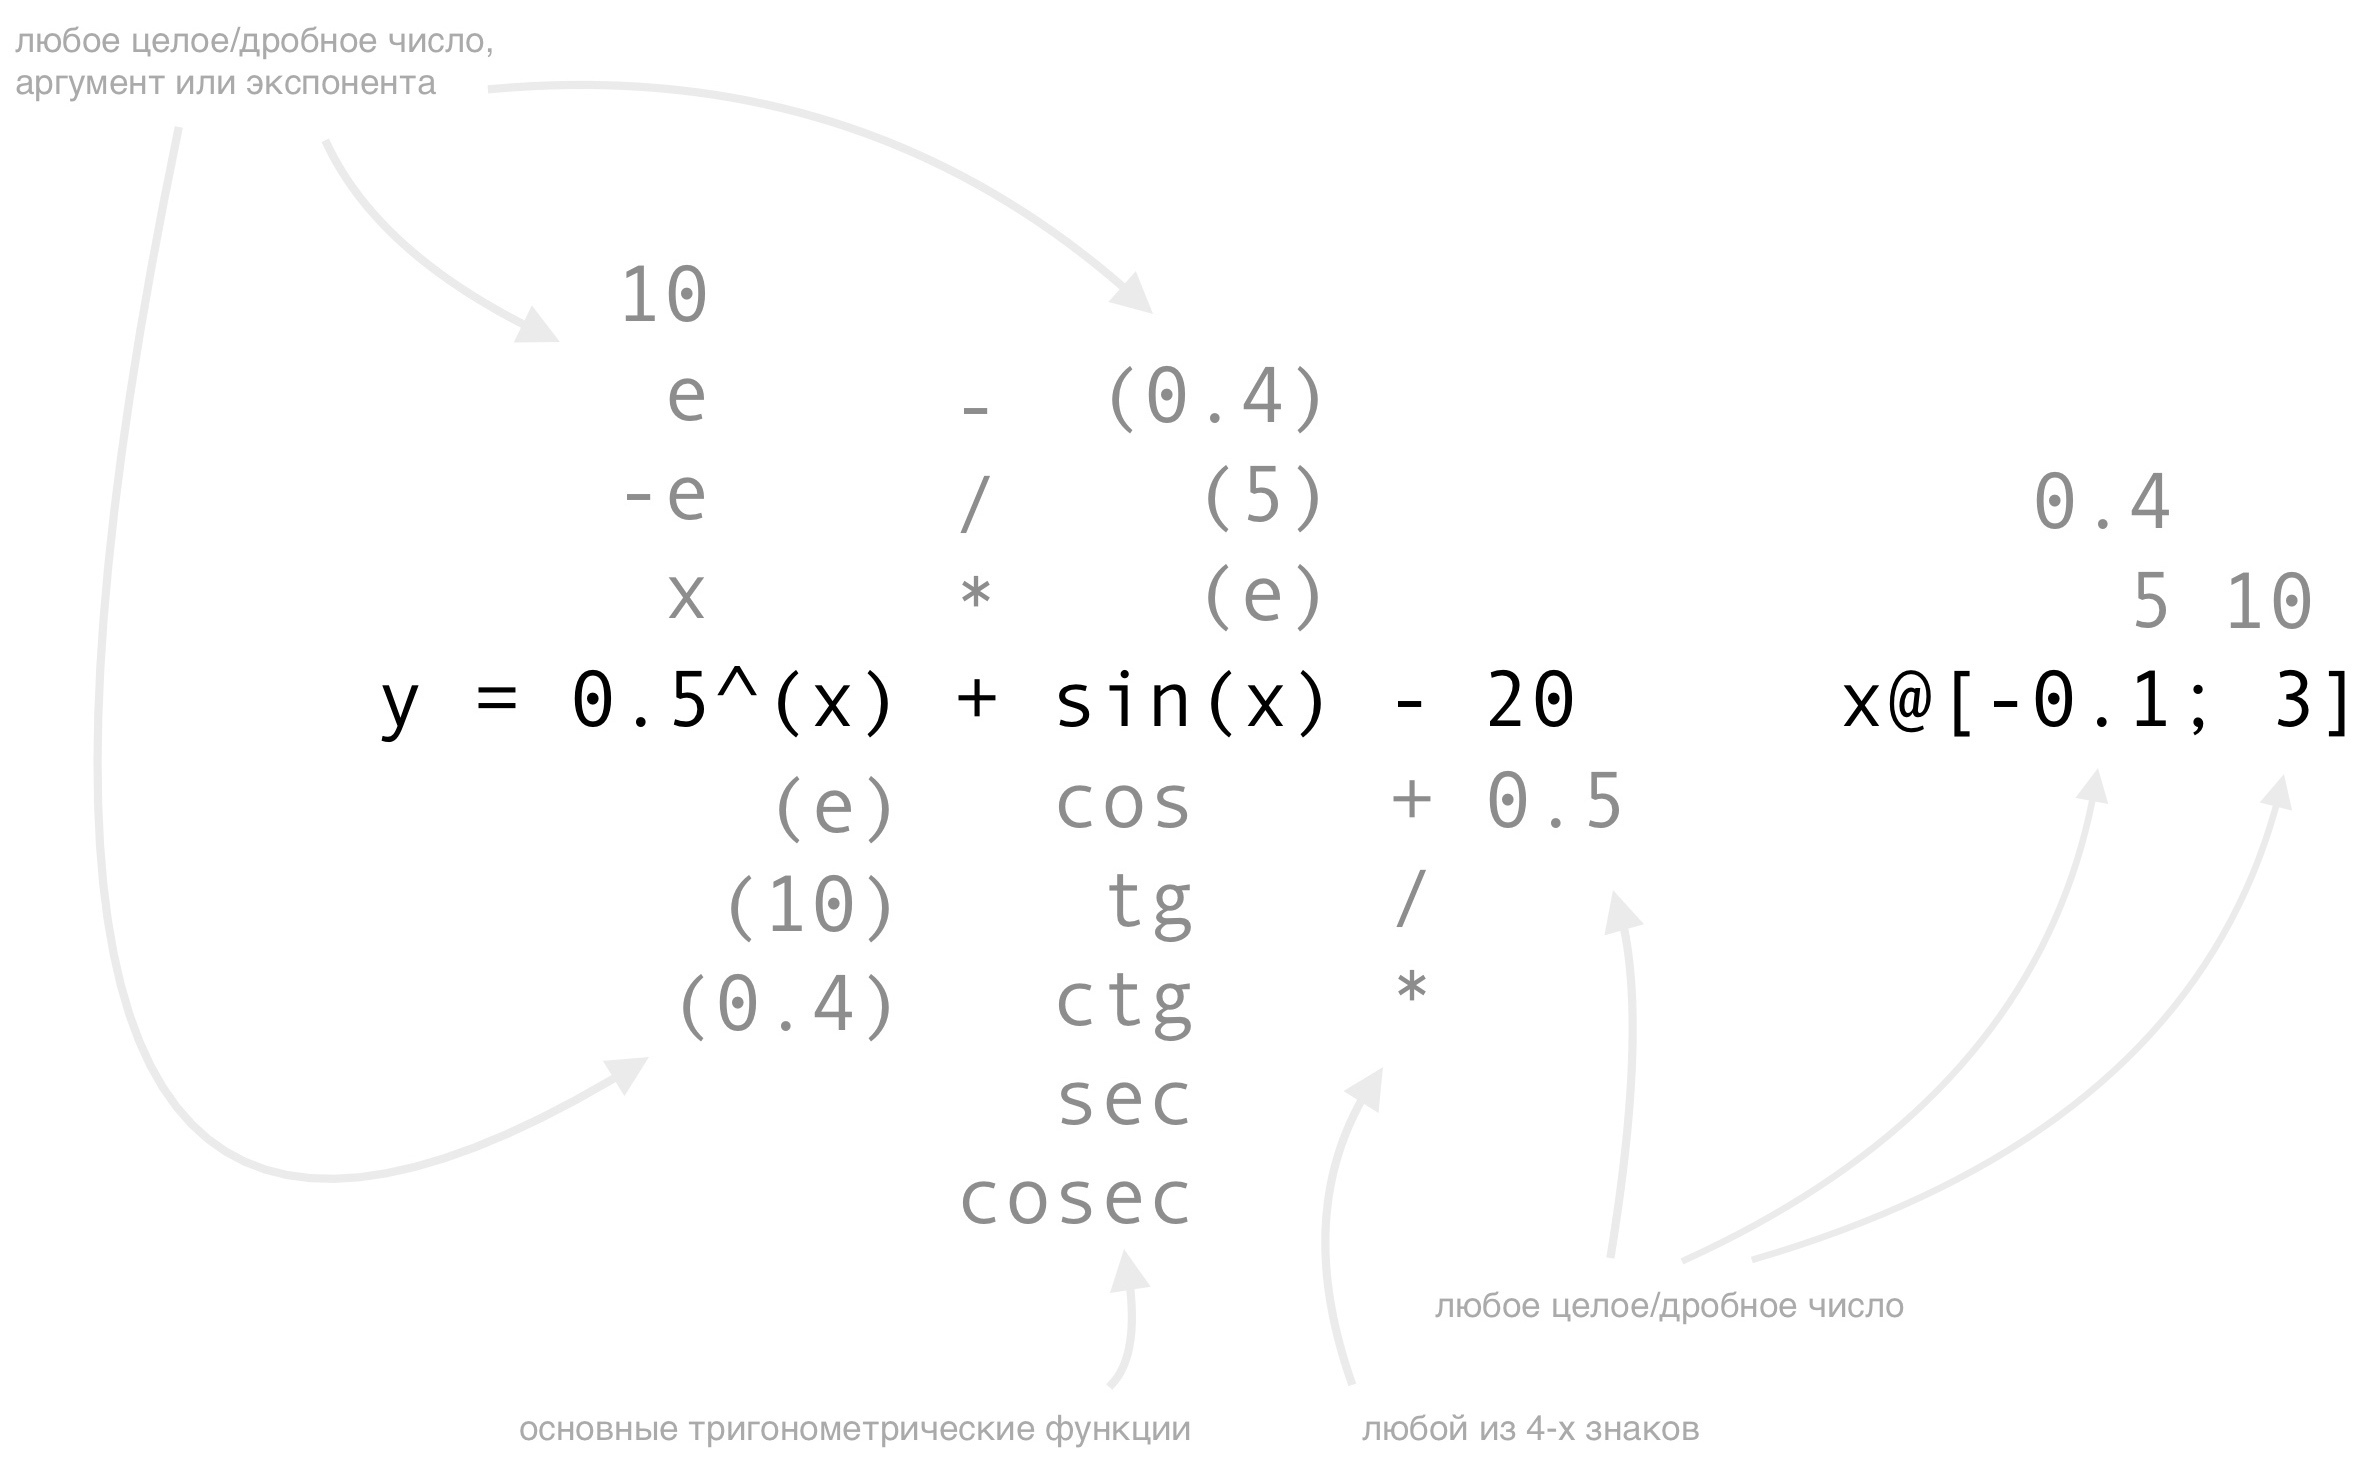 любое целое/дробное число,
аргумент или экспонента
10
e - (0.4)
-e / (5) 0.4
x * (e) 5 10
y = 0.5^(x) + sin(x) - 20 x@[-0.1; 3]
(e) cos + 0.5
(10) tg /
(0.4) ctg *
sec
cosec
любое целое/дробное число
основные тригонометрические функции любой из 4-х знаков